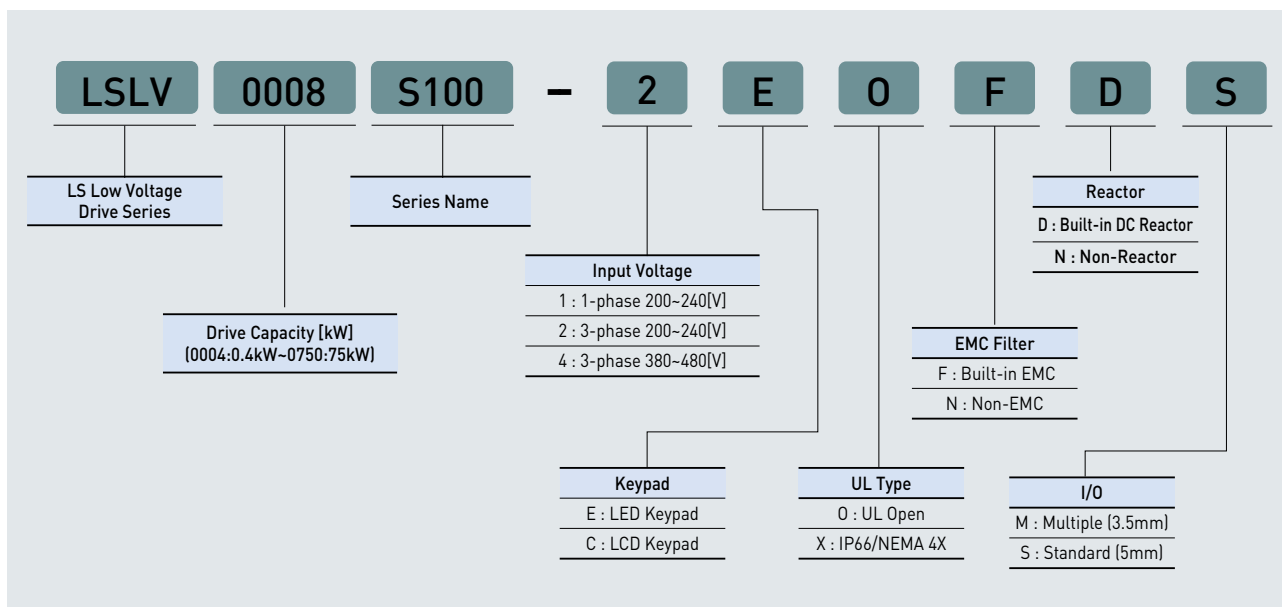 LSLV 0008 S100 - 2 E O F D S
LS Low Voltage
Drive Series
Series Name
Drive Capacity [kW]
(0004:0.4kW~0750:75kW)
Input Voltage
1 : 1-phase 200~240[V]
2 : 3-phase 200~240[V]
4 : 3-phase 380~480[V]
Keypad
E : LED Keypad
C : LCD Keypad
UL Type
O : UL Open
X : IP66/NEMA 4X
EMC Filter
F : Built-in EMC
N : Non-EMC
Reactor
D : Built-in DC Reactor
N : Non-Reactor
I/O
M : Multiple (3.5mm)
S : Standard (5mm)